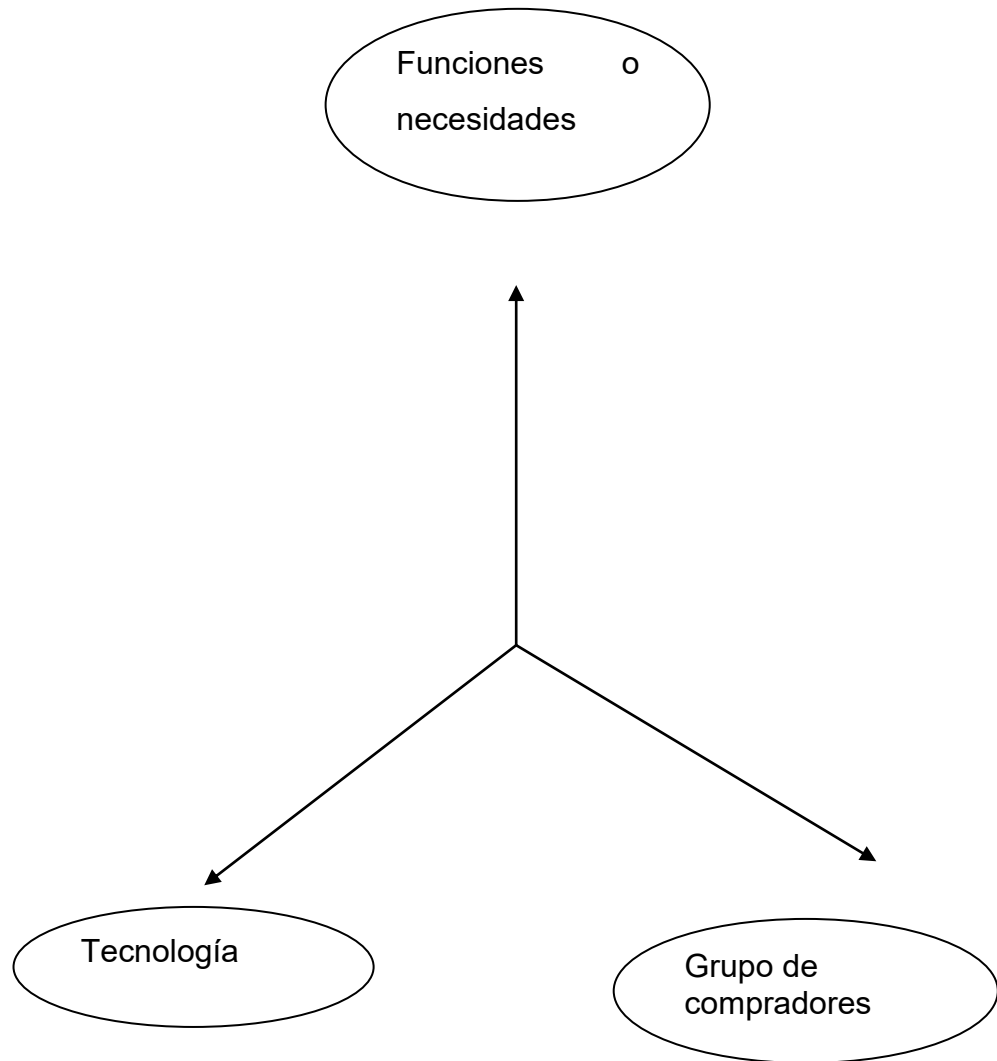 Funciones o
necesidades
Tecnología
Grupo de
compradores